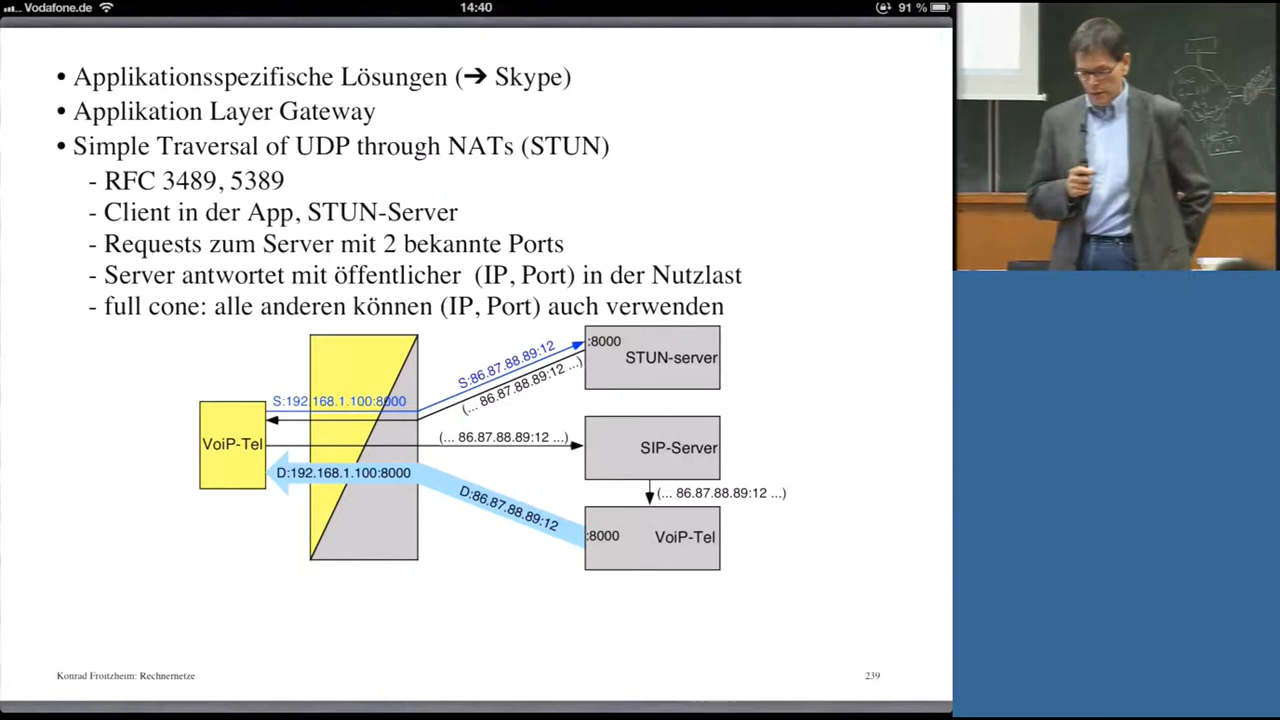 Vodafone.de
14:40
91 %
• Applikationsspezifische Lösungen (➔ Skype)
• Applikation Layer Gateway
• Simple Traversal of UDP through NATs (STUN)
- RFC 3489, 5389
- Client in der App, STUN-Server
- Requests zum Server mit 2 bekannte Ports
- Server antwortet mit öffentlicher (IP, Port) in der Nutzlast
- full cone: alle anderen können (IP, Port) auch verwenden
:8000
STUN-server
S:86.87.88.89:12
(... 86.87.88.89:12 ...)
S:192.168.1.100:8000
VoiP-Tel
(... 86.87.88.89:12 ...)
SIP-Server
D:192.168.1.100:8000
D:86.87.88.89:12
(... 86.87.88.89:12 ...)
:8000
VoiP-Tel
Konrad Froitzheim: Rechnernetze
239